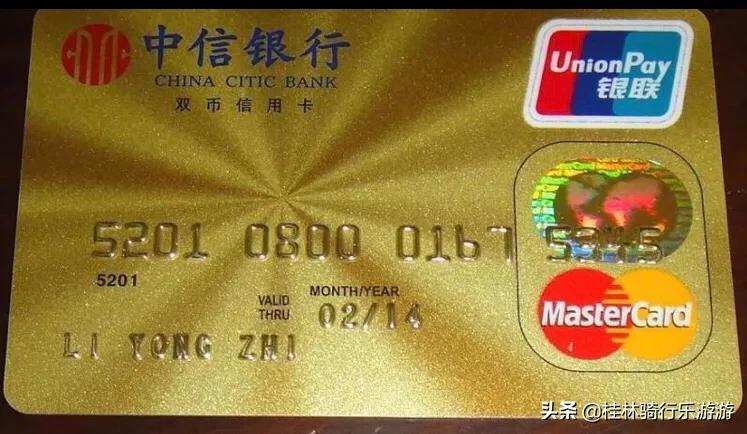 中信银行
CHINA CITIC BANK
双币信用卡
UnionPay
银联
5201 0800 0167
5201
MONTH/YEAR
VALID
THRU
02/14
LI YONG ZHI
MasterCard
头条 @桂林骑行乐游游